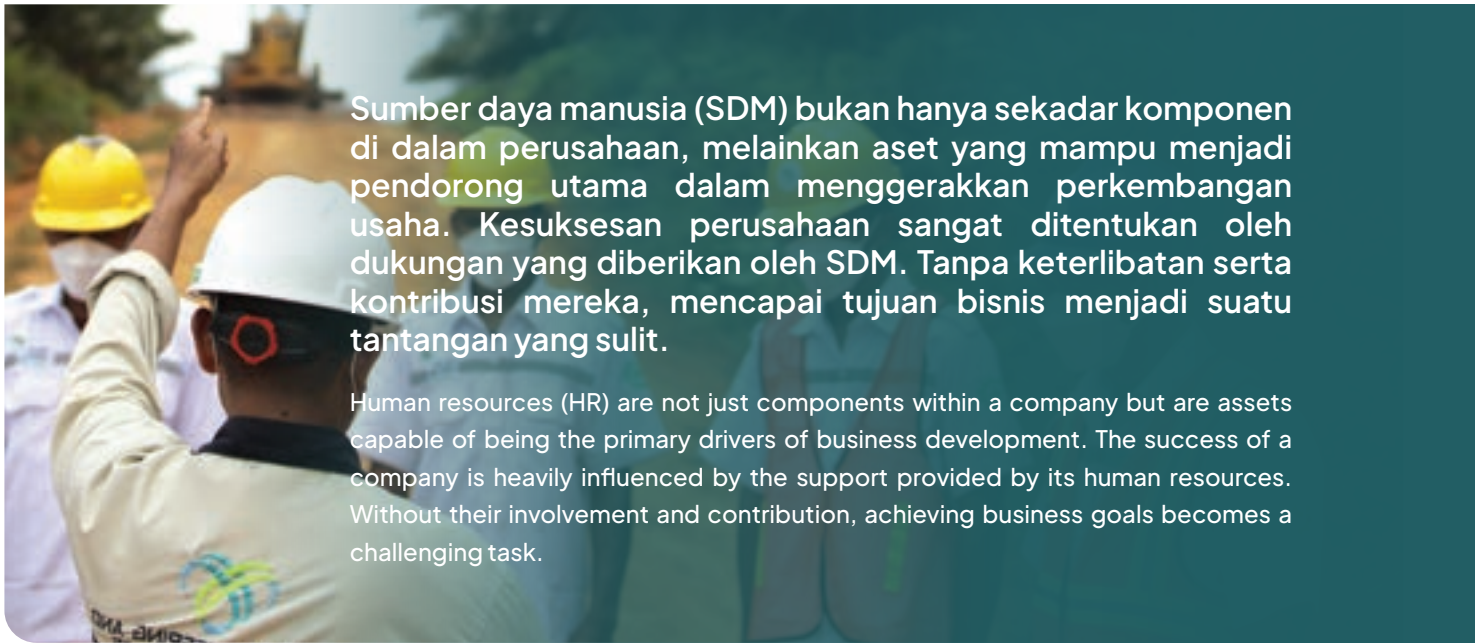 Sumber daya manusia (SDM) bukan hanya sekadar komponen
di dalam perusahaan, melainkan aset yang mampu menjadi
pendorong utama dalam menggerakkan perkembangan
usaha. Kesuksesan perusahaan sangat ditentukan oleh
dukungan yang diberikan oleh SDM. Tanpa keterlibatan serta
kontribusi mereka, mencapai tujuan bisnis menjadi suatu
tantangan yang sulit.
Human resources (HR) are not just components within a company but are assets
capable of being the primary drivers of business development. The success of a
company is heavily influenced by the support provided by its human resources.
Without their involvement and contribution, achieving business goals becomes a
challenging task.